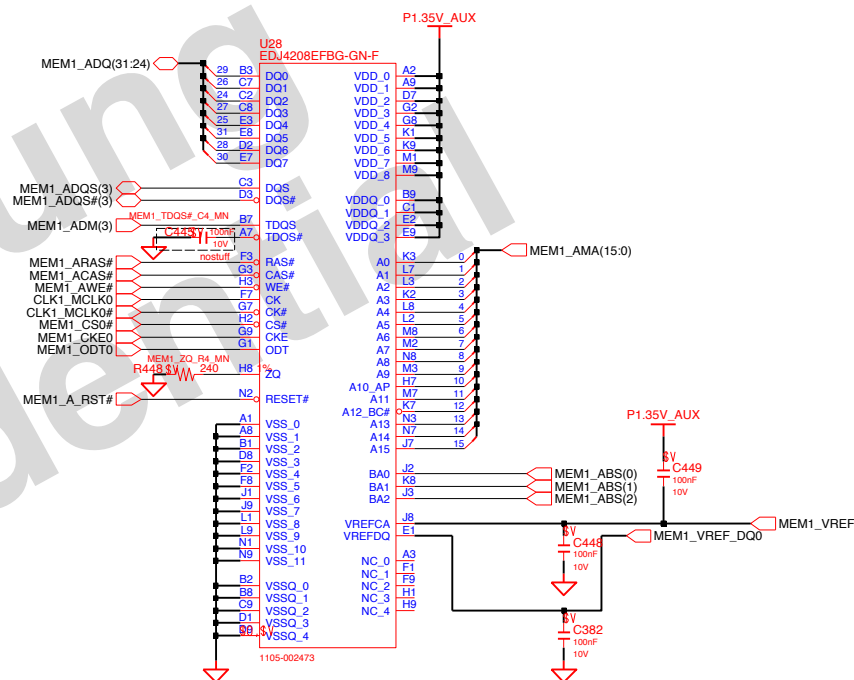 P1.35V_AUX
U28
EDJ4208EFBG-GN-F
MEM1_ADQ(31:24)
29 B3 DQ0
26 C7 DQ1
24 C2 DQ2
27 C8 DQ3
25 E3 DQ4
31 E8 DQ5
28 D2 DQ6
30 E7 DQ7
VDD_0 A2
VDD_1 A9
VDD_2 D7
VDD_3 G2
VDD_4 G8
VDD_5 K1
VDD_6 K9
VDD_7 M1
VDD_8 M9
MEM1_ADQS(3) C3 DQS
MEM1_ADQS#(3) D3 DQS#
VDDQ_0 B9
VDDQ_1 C1
VDDQ_2 E2
VDDQ_3 E9
MEM1_TDQS#_C4_MN
MEM1_ADM(3) B7 TDQS
C445 $V 100nF A7 TDOS#
10V
nostuff
MEM1_AMA(15:0)
MEM1_ARAS# F3 RAS#
MEM1_ACAS# G3 CAS#
MEM1_AWE# H3 WE#
CLK1_MCLK0 F7 CK
CLK1_MCLK0# G7 CK#
MEM1_CS0# H2 CS#
MEM1_CKE0 G9 CKE
MEM1_ODT0 G1 ODT
A0 K3 0
A1 L7 1
A2 L3 2
A3 K2 3
A4 L8 4
A5 L2 5
A6 M8 6
A7 M2 7
A8 N8 8
A9 M3 9
A10_AP H7 10
A11 M7 11
A12_BC# K7 12
A13 N3 13
A14 N7 14
A15 J7 15
MEM1_ZQ_R4_MN
R448 $V 240 H8 1% ZQ
MEM1_A_RST# N2 RESET#
A1 VSS_0
A8 VSS_1
B1 VSS_2
D8 VSS_3
F2 VSS_4
F8 VSS_5
J1 VSS_6
J9 VSS_7
L1 VSS_8
L9 VSS_9
N1 VSS_10
N9 VSS_11
P1.35V_AUX
$V
C449
100nF
10V
BA0 J2 MEM1_ABS(0)
BA1 K8 MEM1_ABS(1)
BA2 J3 MEM1_ABS(2)
VREFCA J8 MEM1_VREF
VREFDQ E1 MEM1_VREF_DQ0
$V
C448
100nF
10V
NC_0 A3
NC_1 F1
NC_2 F9
NC_3 H1
NC_4 H9
B2 VSSQ_0
B8 VSSQ_1
C9 VSSQ_2
D1 VSSQ_3
VSSQ_4
$V
C382
100nF
10V
1105-002473
ung
dential